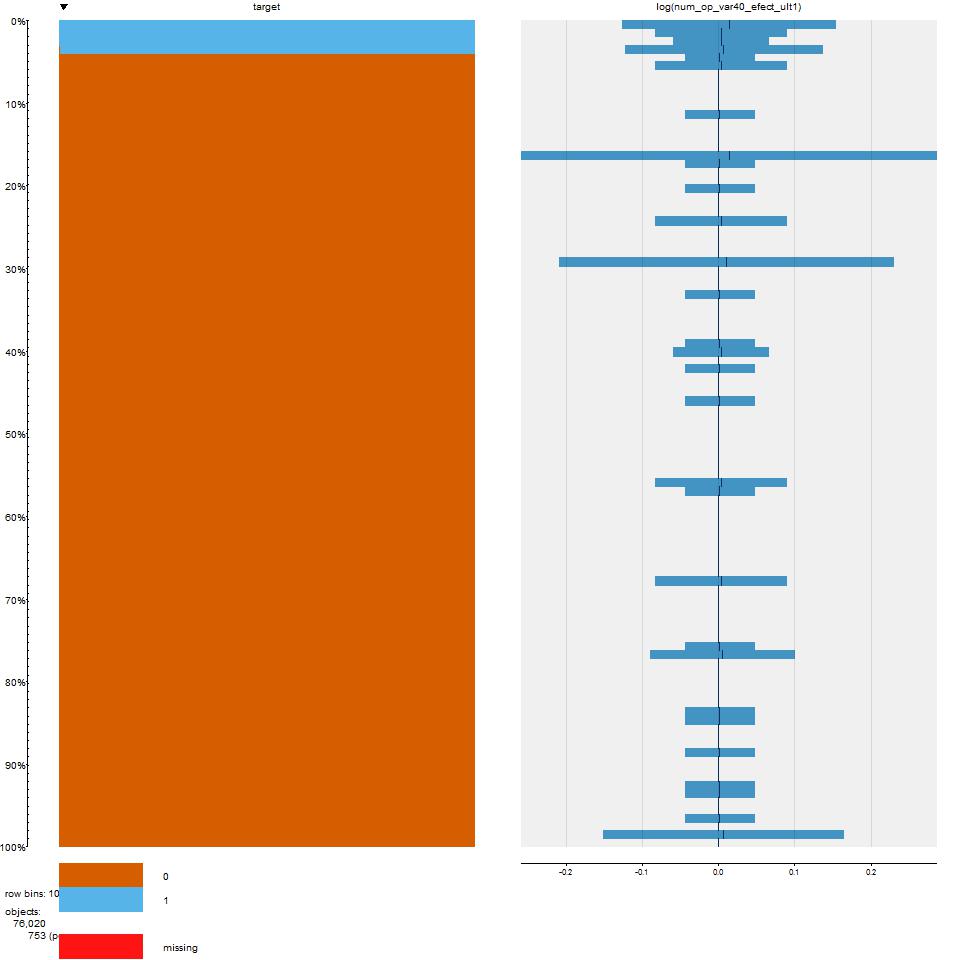 target
log(num_op_var40_efect_ult1)
0%
10%
20%
30%
40%
50%
60%
70%
80%
90%
100%
-0.2 -0.1 0.0 0.1 0.2
0
row bins: 10
1
objects:
76,020
753 (p
missing